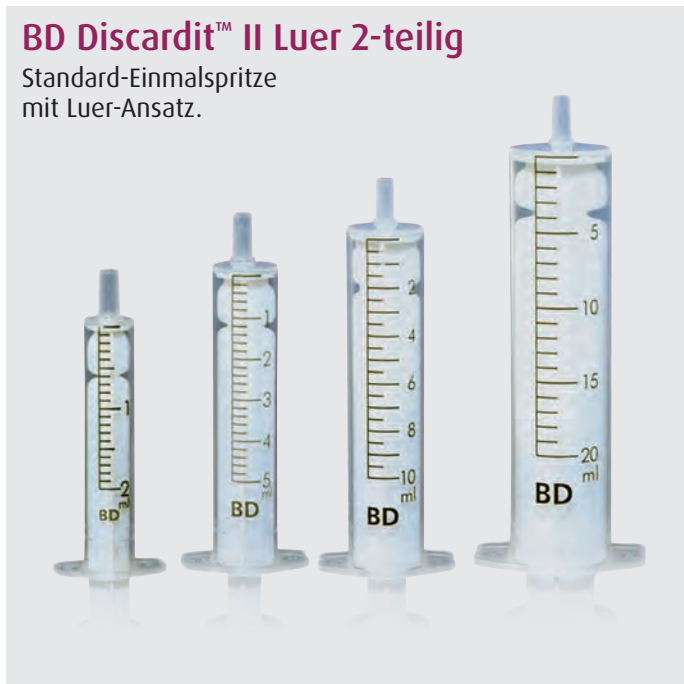 BD Discardit™ II Luer 2-teilig
Standard-Einmalspritze
mit Luer-Ansatz.
1
2
ml
BD
1
2
3
4
5
ml
BD
2
4
6
8
10
ml
BD
5
10
15
20
ml
BD